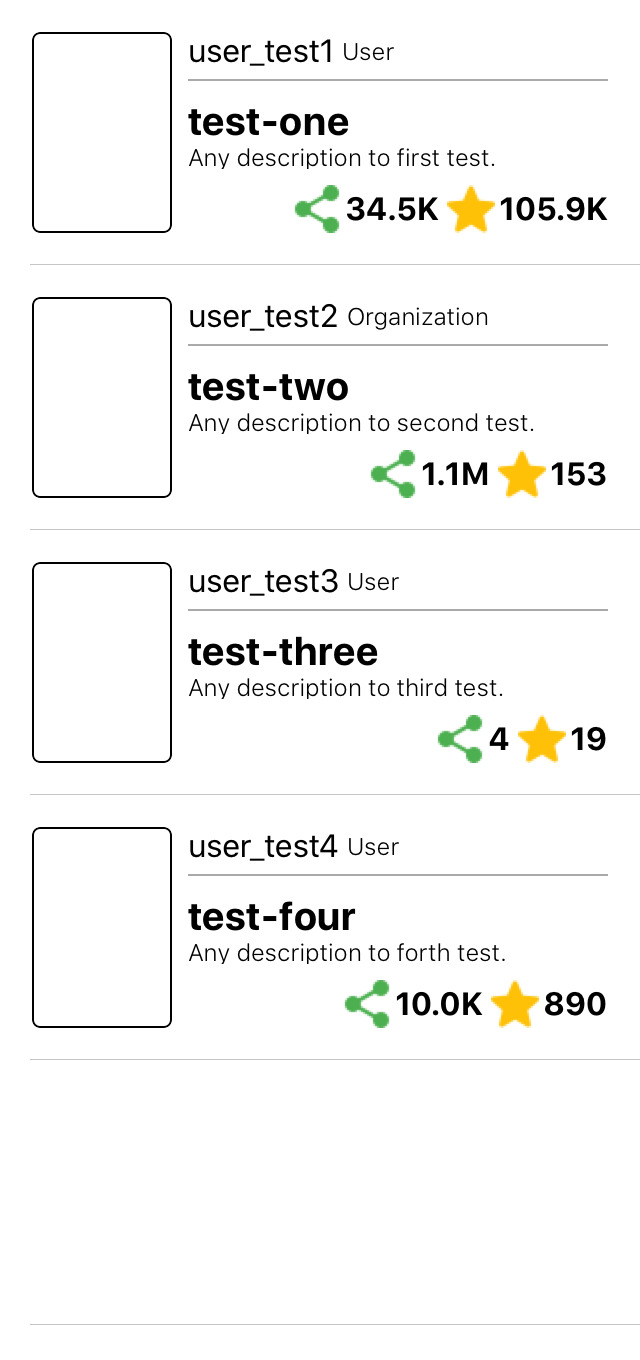 user_test1 User
test-one
Any description to first test.
34.5K 105.9K
user_test2 Organization
test-two
Any description to second test.
1.1M 153
user_test3 User
test-three
Any description to third test.
4 19
user_test4 User
test-four
Any description to forth test.
10.0K 890